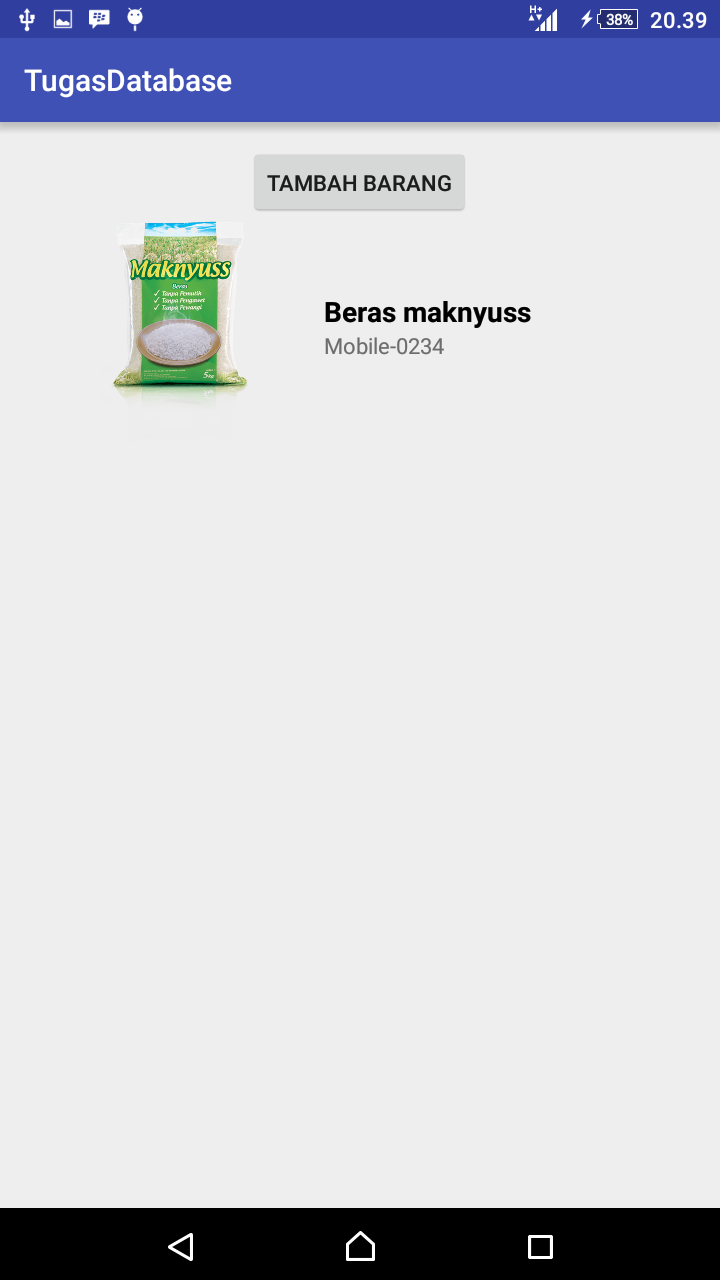 H+
38%
20.39
TugasDatabase
TAMBAH BARANG
Maknyuss
Beras
✓ Tanpa Pemutih
✓ Tanpa Pengawet
✓ Tanpa Pewangi
5kg
Beras maknyuss
Mobile-0234